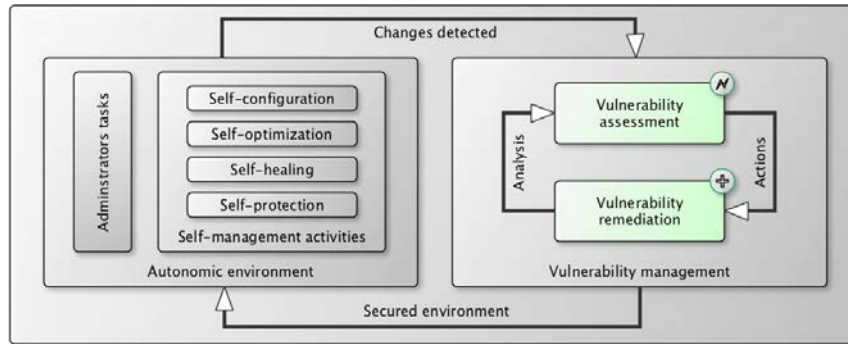 Changes detected
Adminstrators tasks
Self-configuration
Self-optimization
Self-healing
Self-protection
Self-management activities
Autonomic environment
Vulnerability
assessment
Analysis
Actions
Vulnerability
remediation
Vulnerability management
Secured environment